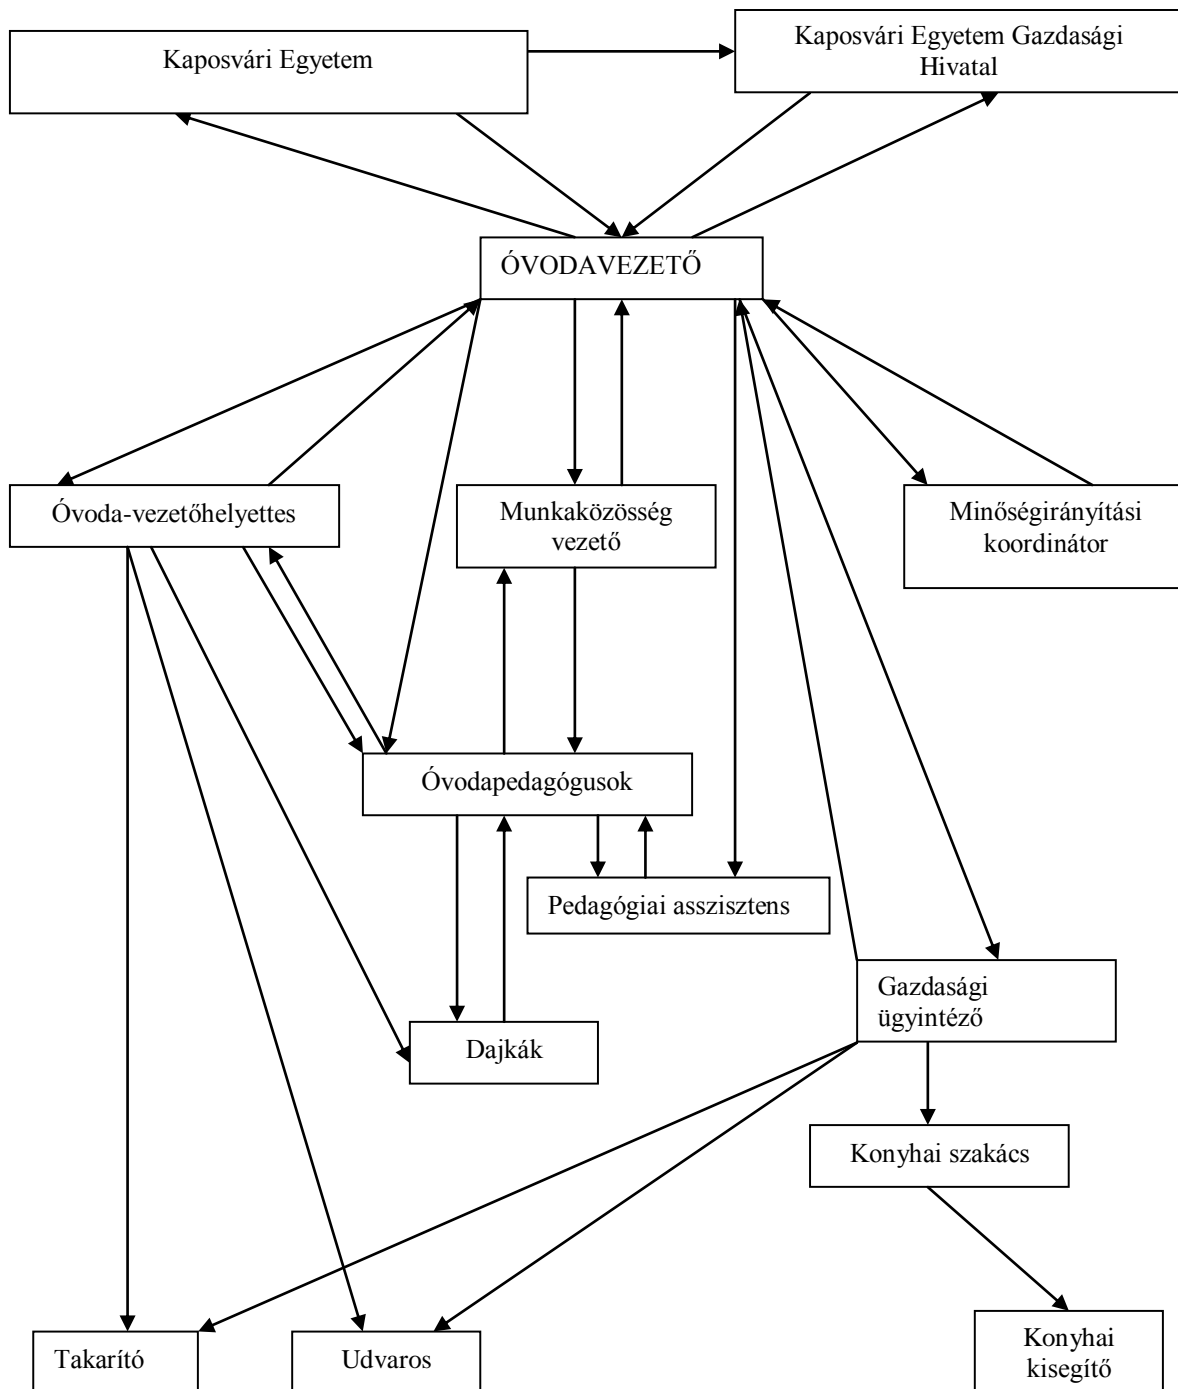 Kaposvári Egyetem
Kaposvári Egyetem Gazdasági
Hivatal
ÓVODAVEZETŐ
Óvoda-vezetőhelyettes
Munkaközösség
vezető
Minőségirányítási
koordinátor
Óvodapedagógusok
Pedagógiai asszisztens
Gazdasági
ügyintéző
Dajkák
Konyhai szakács
Takarító
Udvaros
Konyhai
kisegítő